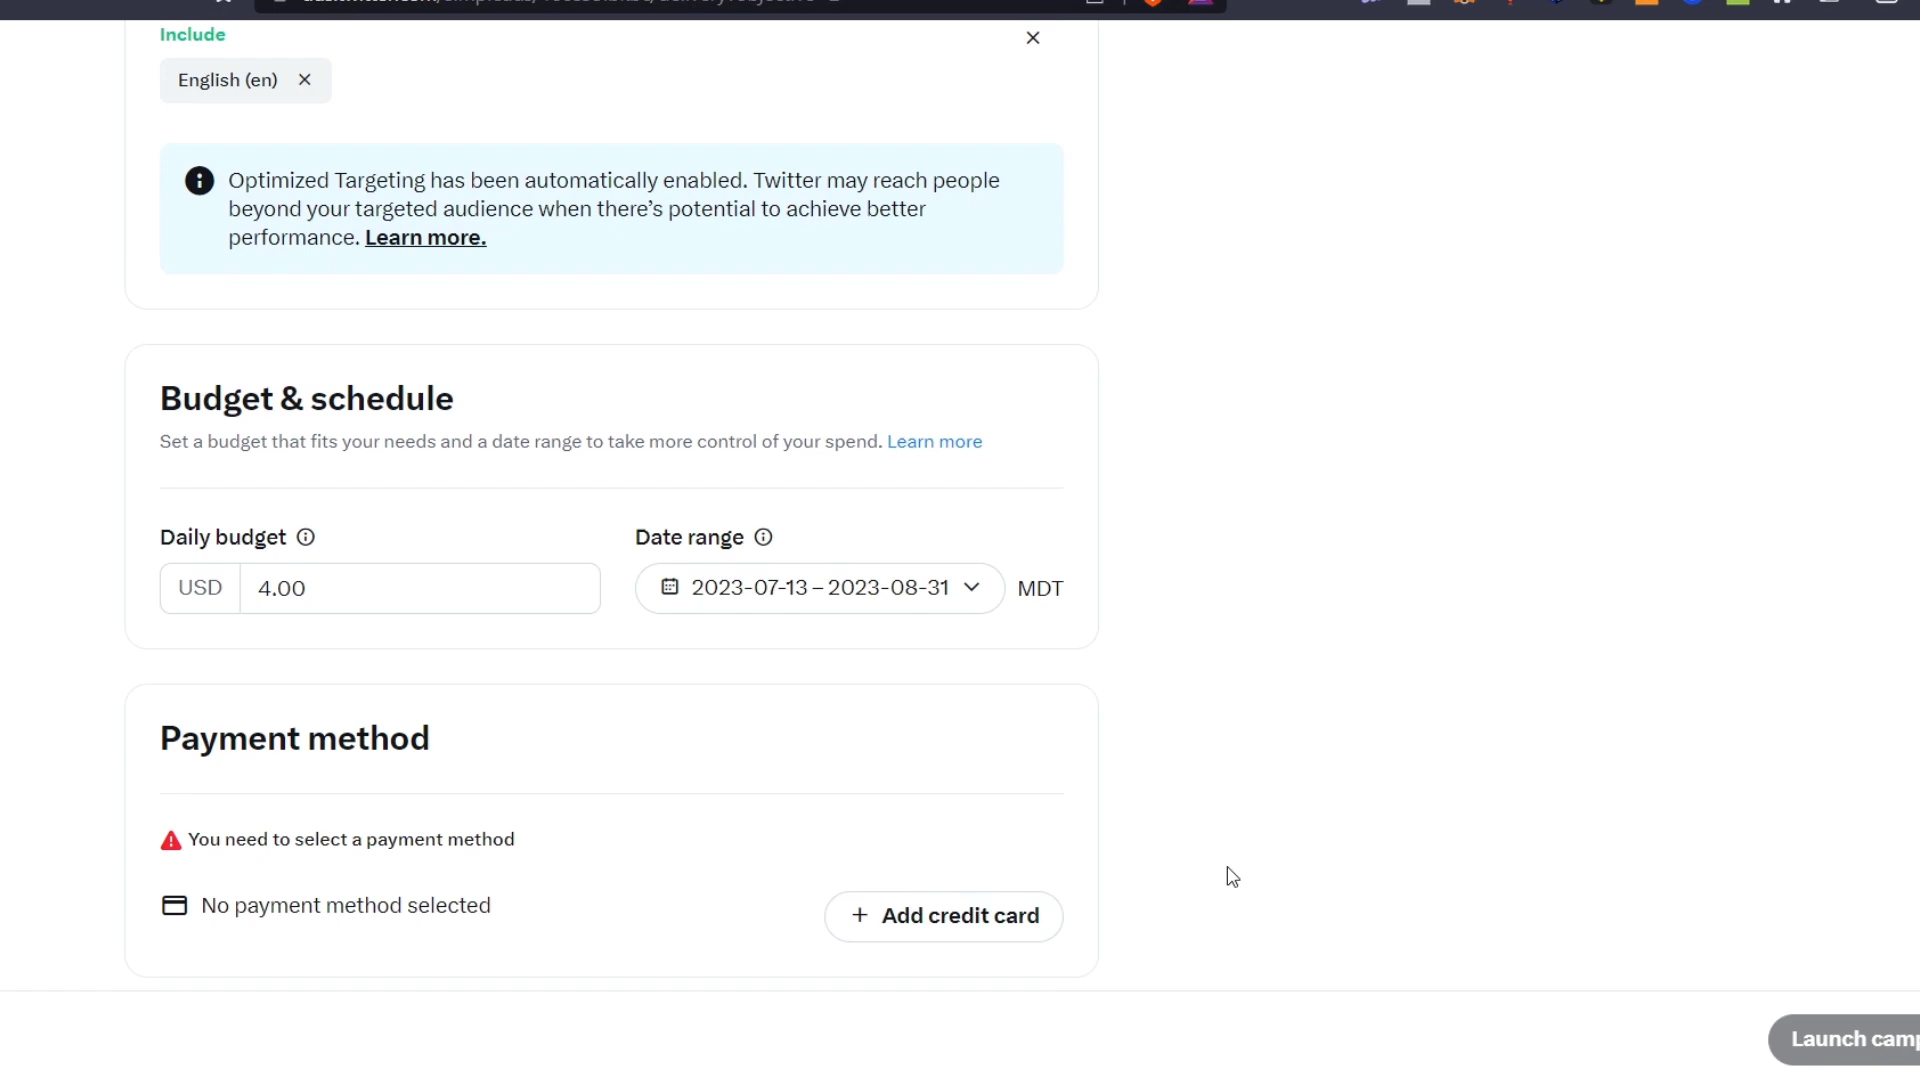 Include
English (en)
Optimized Targeting has been automatically enabled. Twitter may reach people
beyond your targeted audience when there's potential to achieve better
performance. Learn more.
Budget & schedule
Set a budget that fits your needs and a date range to take more control of your spend. Learn more
Daily budget
Date range
USD 4.00
2023-07-13 – 2023-08-31 MDT
Payment method
You need to select a payment method
No payment method selected
+ Add credit card
Launch